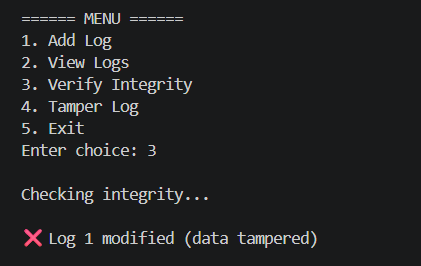 ====== MENU ======
1. Add Log
2. View Logs
3. Verify Integrity
4. Tamper Log
5. Exit
Enter choice: 3
Checking integrity...
❌ Log 1 modified (data tampered)